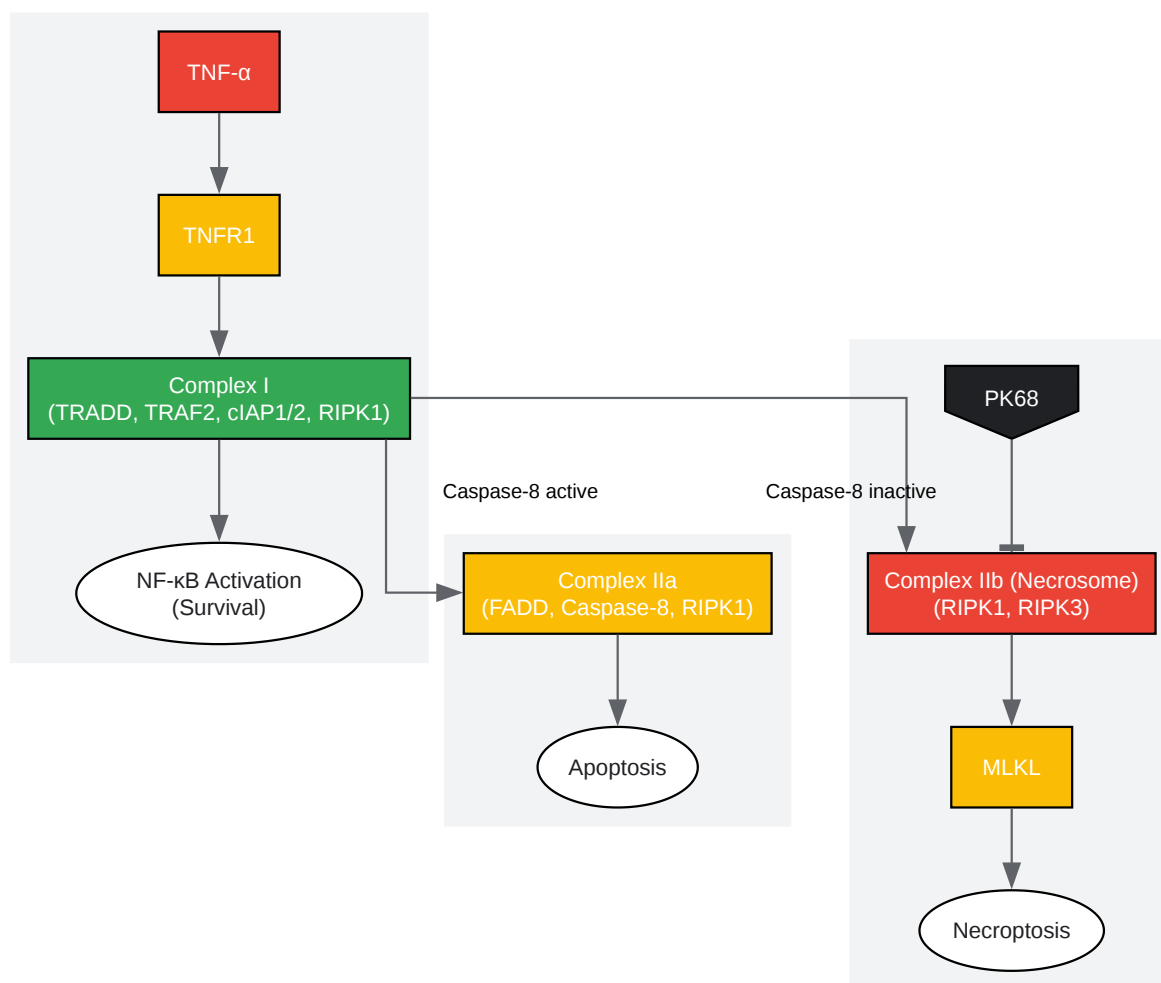 TNF-α
TNFR1
Complex I
(TRADD, TRAF2, cIAP1/2, RIPK1)
PK68
Caspase-8 active
Caspase-8 inactive
NF-κB Activation
(Survival)
Complex IIa
(FADD, Caspase-8, RIPK1)
Complex IIb (Necrosome)
(RIPK1, RIPK3)
Apoptosis
MLKL
Necroptosis